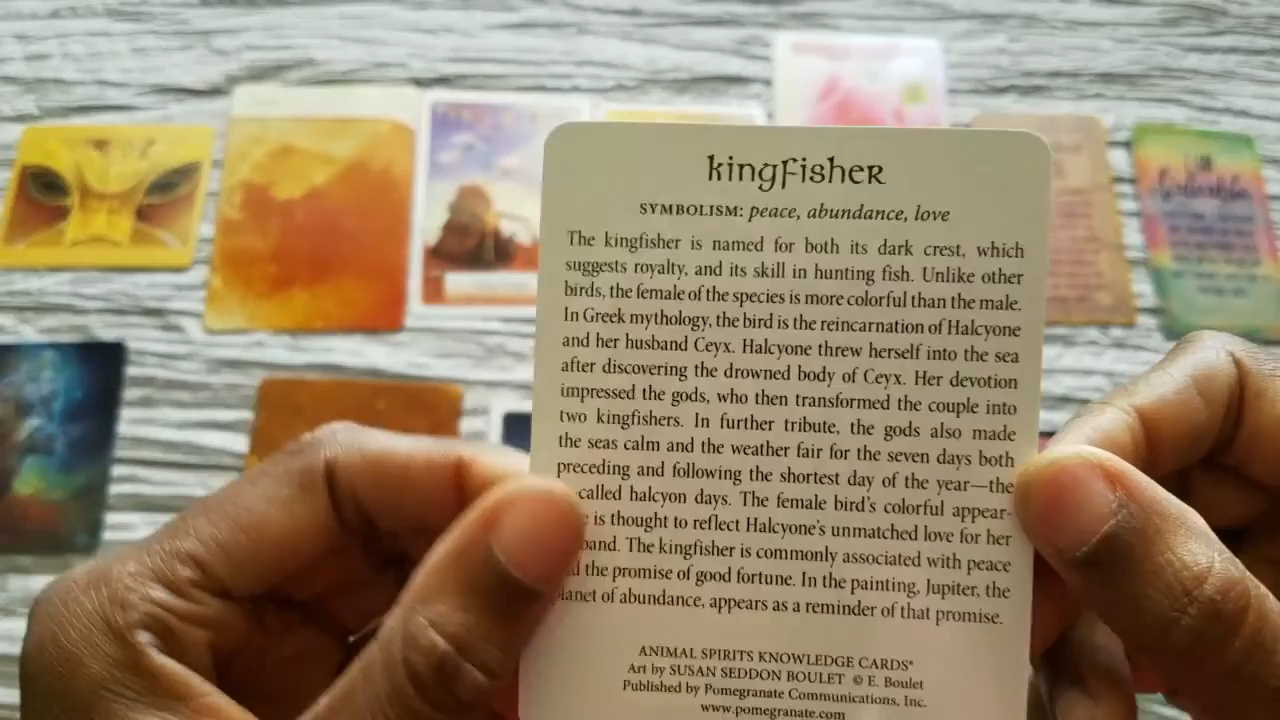 kingfisher
SYMBOLISM: peace, abundance, love
The kingfisher is named for both its dark crest, which
suggests royalty, and its skill in hunting fish. Unlike other
birds, the female of the species is more colorful than the male.
In Greek mythology, the bird is the reincarnation of Halcyone
and her husband Ceyx. Halcyone threw herself into the sea
after discovering the drowned body of Ceyx. Her devotion
impressed the gods, who then transformed the couple into
two kingfishers. In further tribute, the gods also made
the seas calm and the weather fair for the seven days both
preceding and following the shortest day of the year—the
-called halcyon days. The female bird's colorful appear-
is thought to reflect Halcyone's unmatched love for her
band. The kingfisher is commonly associated with peace
the promise of good fortune. In the painting, Jupiter, the
planet of abundance, appears as a reminder of that promise.
ANIMAL SPIRITS KNOWLEDGE CARDS®
Art by SUSAN SEDDON BOULET © E. Boulet
Published by Pomegranate Communications, Inc.
www.pomegranate.com